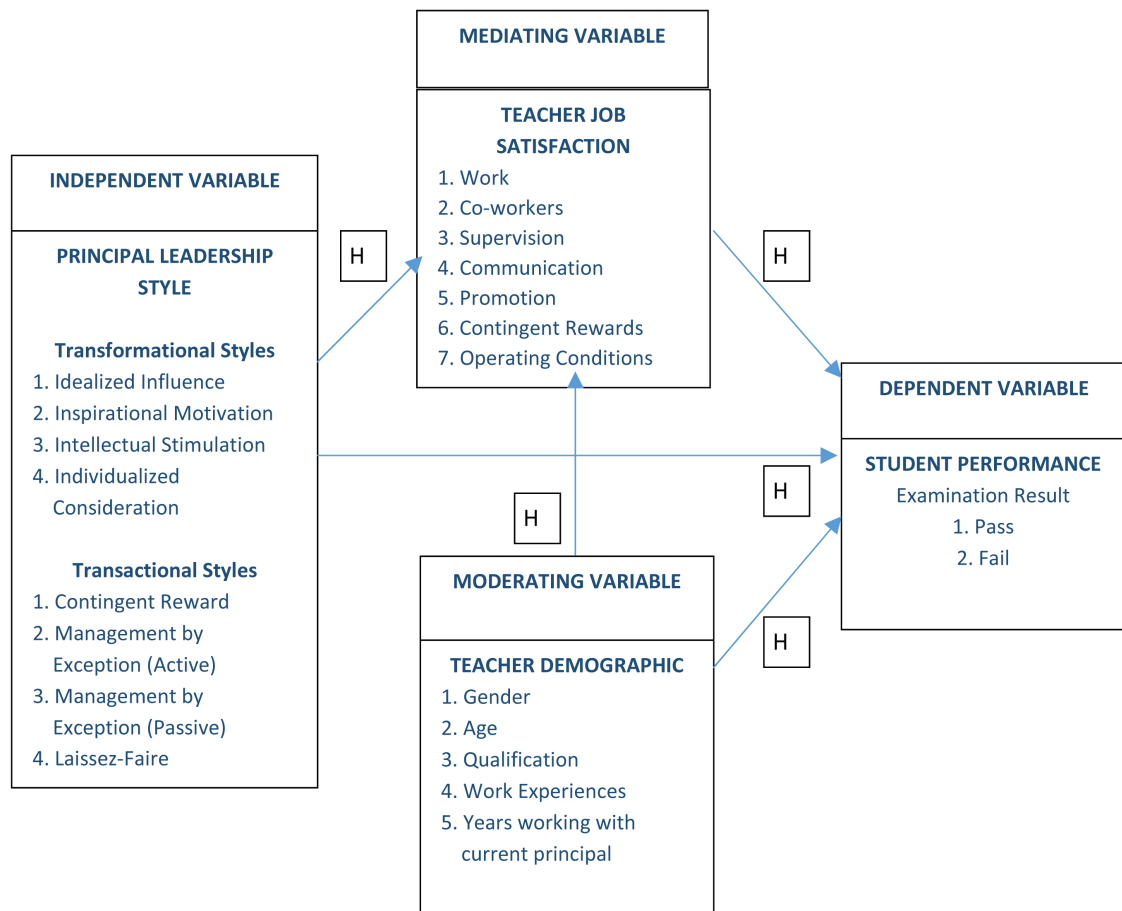 MEDIATING VARIABLE
TEACHER JOB
SATISFACTION
1. Work
2. Co-workers
3. Supervision
4. Communication
5. Promotion
6. Contingent Rewards
7. Operating Conditions
INDEPENDENT VARIABLE
PRINCIPAL LEADERSHIP
STYLE
Transformational Styles
1. Idealized Influence
2. Inspirational Motivation
3. Intellectual Stimulation
4. Individualized
Consideration
Transactional Styles
1. Contingent Reward
2. Management by
Exception (Active)
3. Management by
Exception (Passive)
4. Laissez-Faire
H
H
H
H
H
DEPENDENT VARIABLE
STUDENT PERFORMANCE
Examination Result
1. Pass
2. Fail
MODERATING VARIABLE
TEACHER DEMOGRAPHIC
1. Gender
2. Age
3. Qualification
4. Work Experiences
5. Years working with
current principal